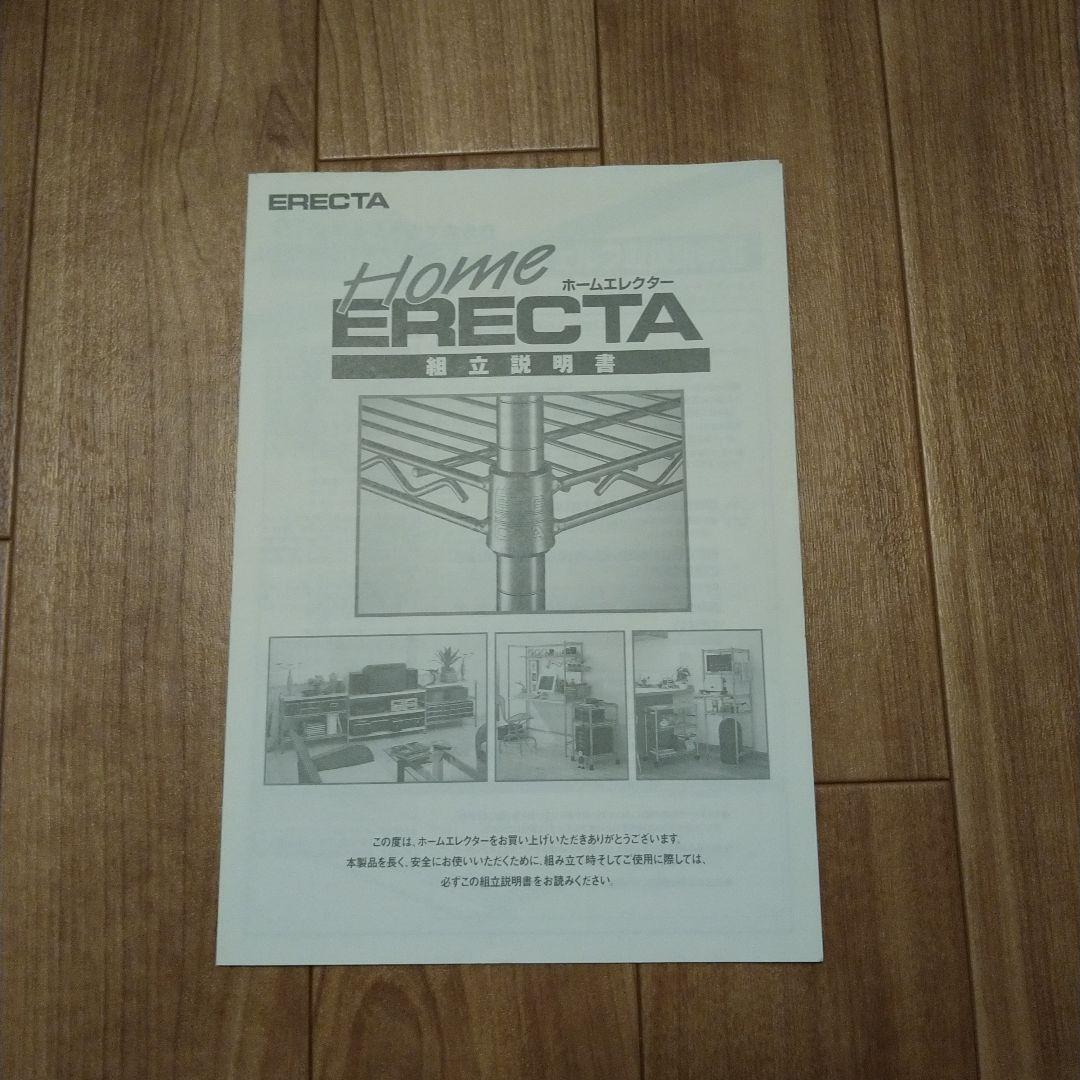 ERECTA
Home
ホームエレクター
ERECTA
組立説明書
この度は、ホームエレクターをお買い上げいただきありがとうございます。
本製品を長く、安全にお使いいただくために、組み立て時そしてご使用に際しては、
必ずこの組立説明書をお読みください。